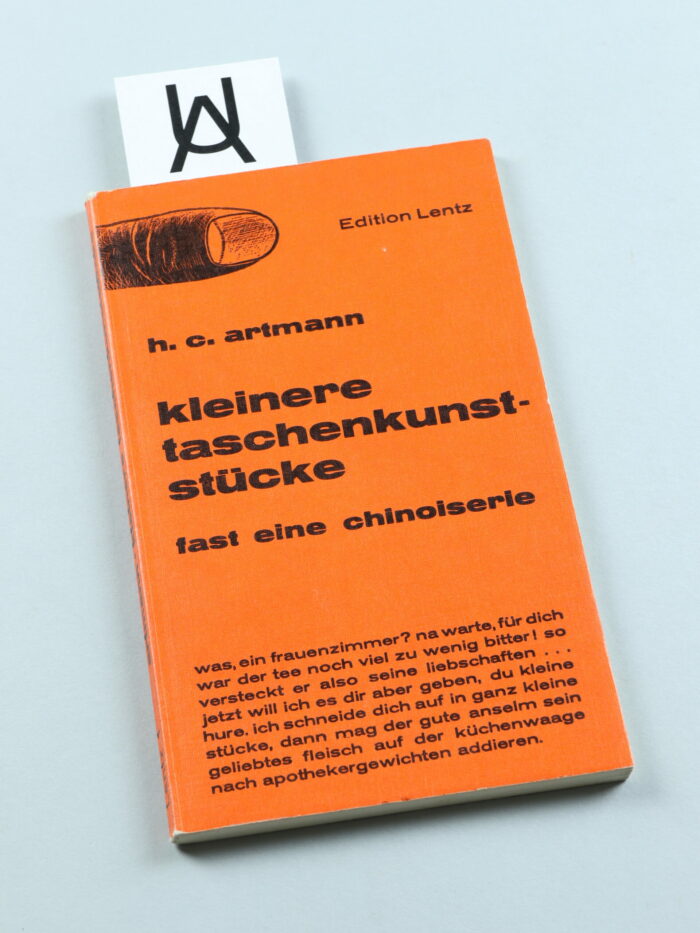 UA
Edition Lentz
h. c. artmann
kleinere
taschenkunst-
stücke
fast eine chinoiserie
was, ein frauenzimmer? na warte, für dich
war der tee noch viel zu wenig bitter! so
versteckt er also seine liebschaften . . .
jetzt will ich es dir aber geben, du kleine
hure. ich schneide dich auf in ganz kleine
stücke, dann mag der gute anselm sein
geliebtes fleisch auf der küchenwaage
nach apothekergewichten addieren.